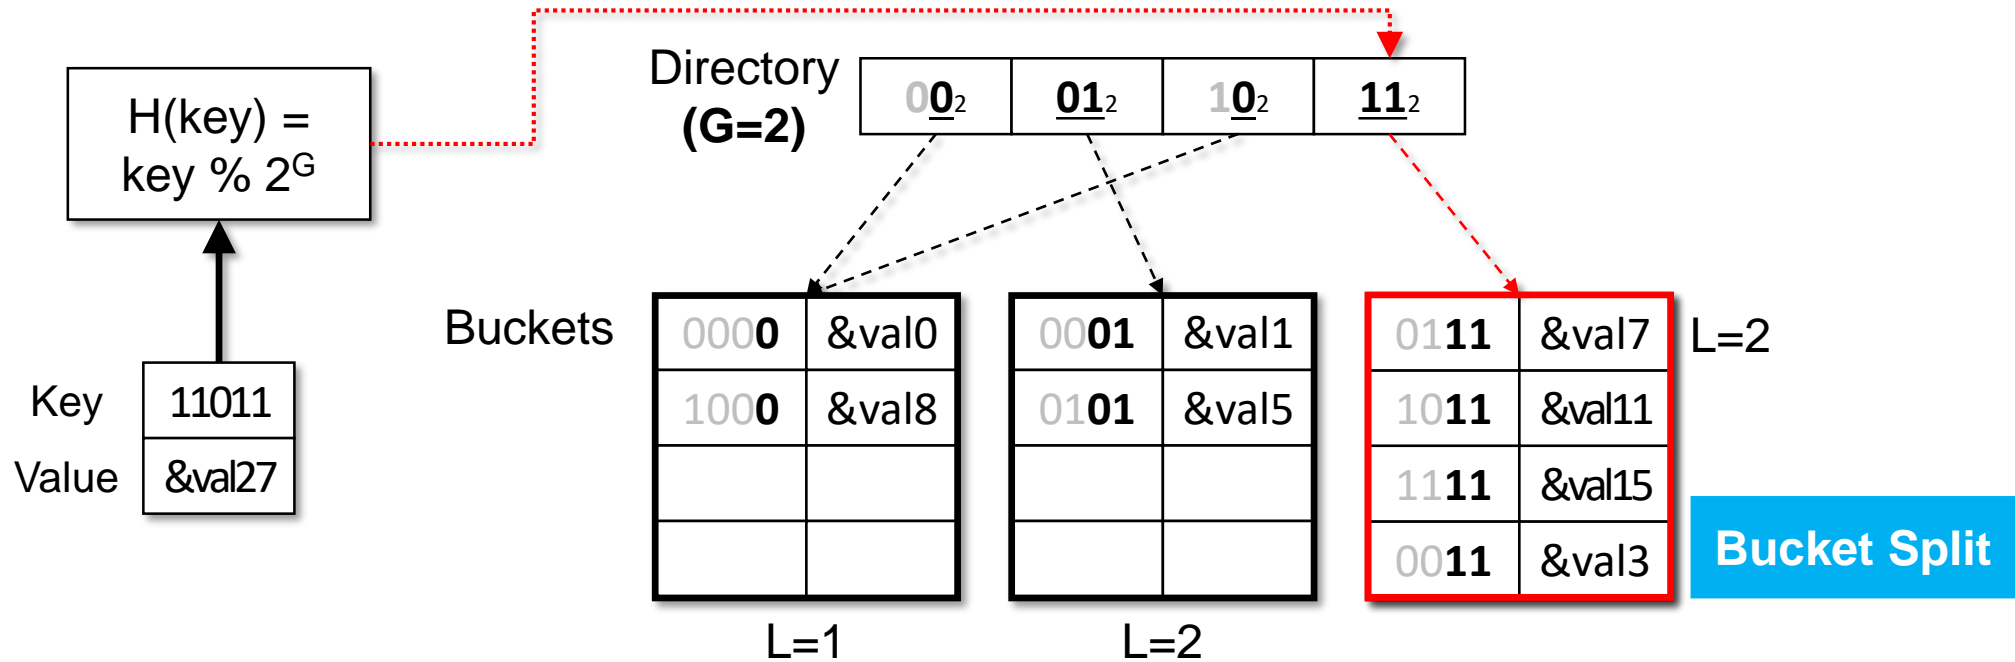 H(key) =
key % 2^G
Directory
(G=2)
00₂ 01₂ 10₂ 11₂
Key 11011
Value &val27
Buckets
0000 &val0
1000 &val8
L=1
0001 &val1
0101 &val5
L=2
0111 &val7
1011 &val11
1111 &val15
0011 &val3
L=2
Bucket Split